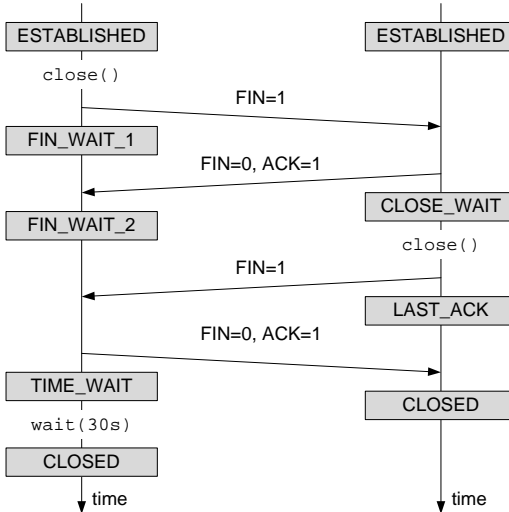 ESTABLISHED
ESTABLISHED
close()
FIN=1
FIN_WAIT_1
FIN=0, ACK=1
CLOSE_WAIT
FIN_WAIT_2
close()
FIN=1
LAST_ACK
FIN=0, ACK=1
TIME_WAIT
CLOSED
wait(30s)
CLOSED
time
time